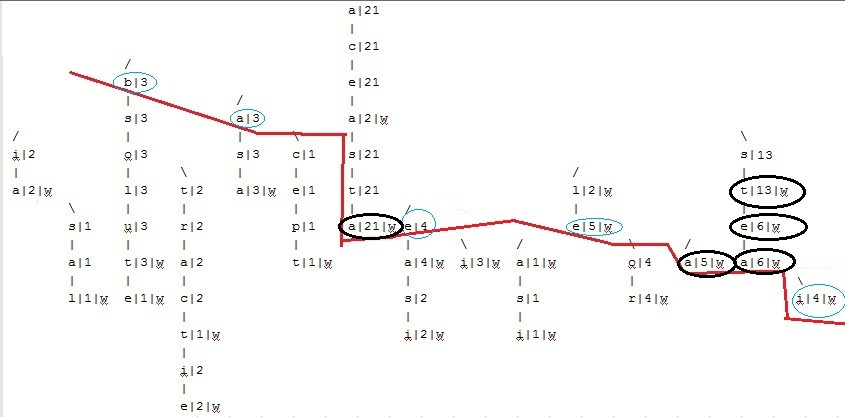 a|21
|
c|21
/ |
b|3 e|21
| / |
s|3 a|3 a|2|w
/ | | \ | \
i|2 o|3 s|3 c|1 s|21 s|13
| | \ | | | / |
a|2|w l|3 t|2 a|3|w e|1 t|21 l|2|w t|13|w
\ | | | | / | |
s|1 u|3 r|2 p|1 a|21|w e|4 e|5|w e|6|w
| | | | | \ / \ / |
a|1 t|3|w a|2 t|1|w a|4|w i|3|w a|1|w o|4 a|5|w a|6|w
| | | | | | \
l|1|w e|1|w c|2 s|2 s|1 r|4|w i|4|w
| | |
t|1|w i|2|w i|1|w
|
i|2
|
e|2|w